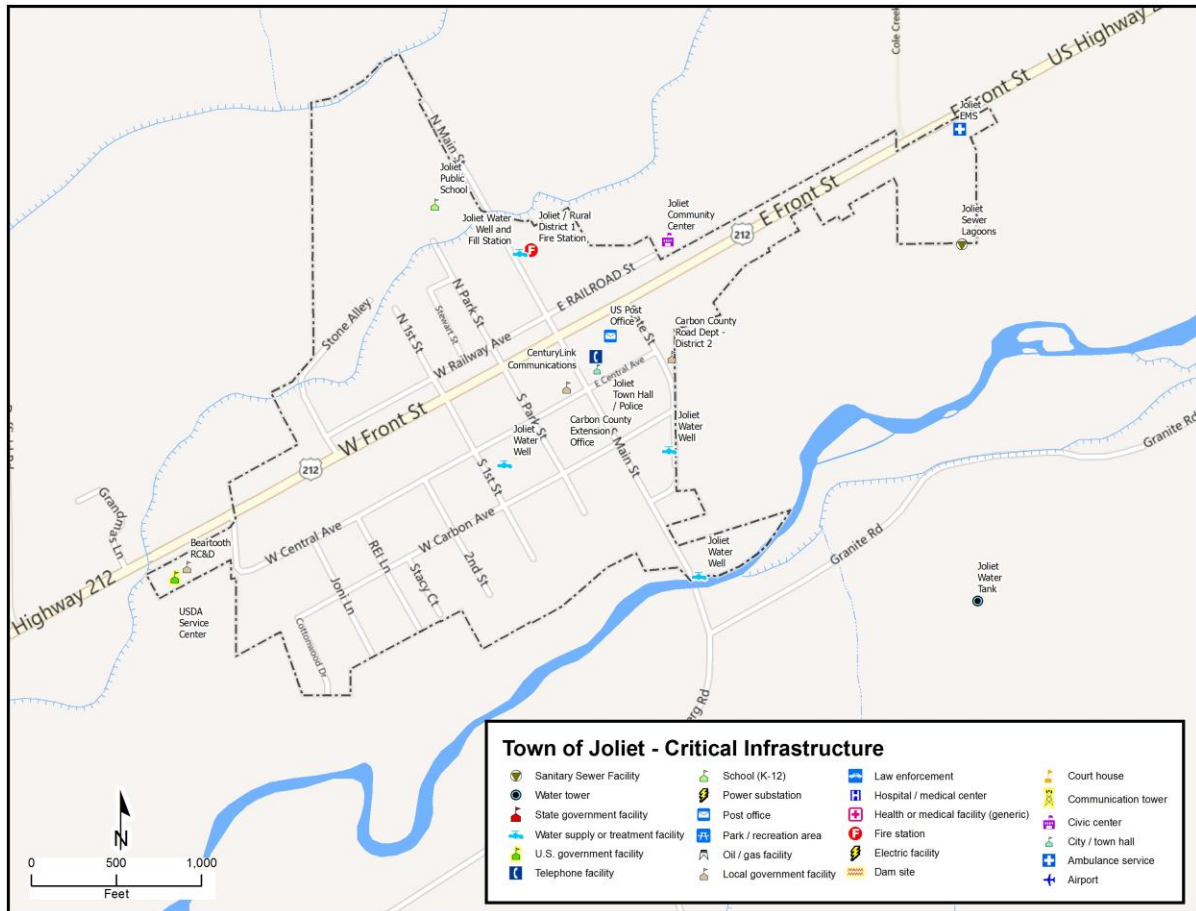 Cole Creek
US Highway 2
E Front St
Joliet
EMS
N Main St
Joliet
Public
School
Joliet Water
Well and
Fill Station
Joliet / Rural
District 1
Fire Station
Joliet
Community
Center
E Front St
212
Joliet
Sewer
Lagoons
E RAILROAD St
Stone Alley
N 1st St
N Park St
Stewart St
W Railway Ave
US Post
Office
Carbon County
Road Dept -
District 2
CenturyLink
Communications
E Central Ave
Joliet
Town Hall
/ Police
W Front St
212
S Park St
Carbon County
Extension
Office
Joliet
Water
Well
Joliet
Water
Well
Main St
S 1st St
Granite Rd
Grandmas Ln
Beartooth
RC&D
W Central Ave
W Carbon Ave
REI Ln
Joni Ln
Stacy Ct
2nd St
Joliet
Water
Well
Granite Rd
Joliet
Water
Tank
Highway 212
USDA
Service
Center
Cottonwood Dr
erg Rd
Town of Joliet - Critical Infrastructure
Sanitary Sewer Facility
Water tower
State government facility
Water supply or treatment facility
U.S. government facility
Telephone facility
School (K-12)
Power substation
Post office
Park / recreation area
Oil / gas facility
Local government facility
Law enforcement
Hospital / medical center
Health or medical facility (generic)
Fire station
Electric facility
Dam site
Court house
Communication tower
Civic center
City / town hall
Ambulance service
Airport
N
0 500 1,000
Feet